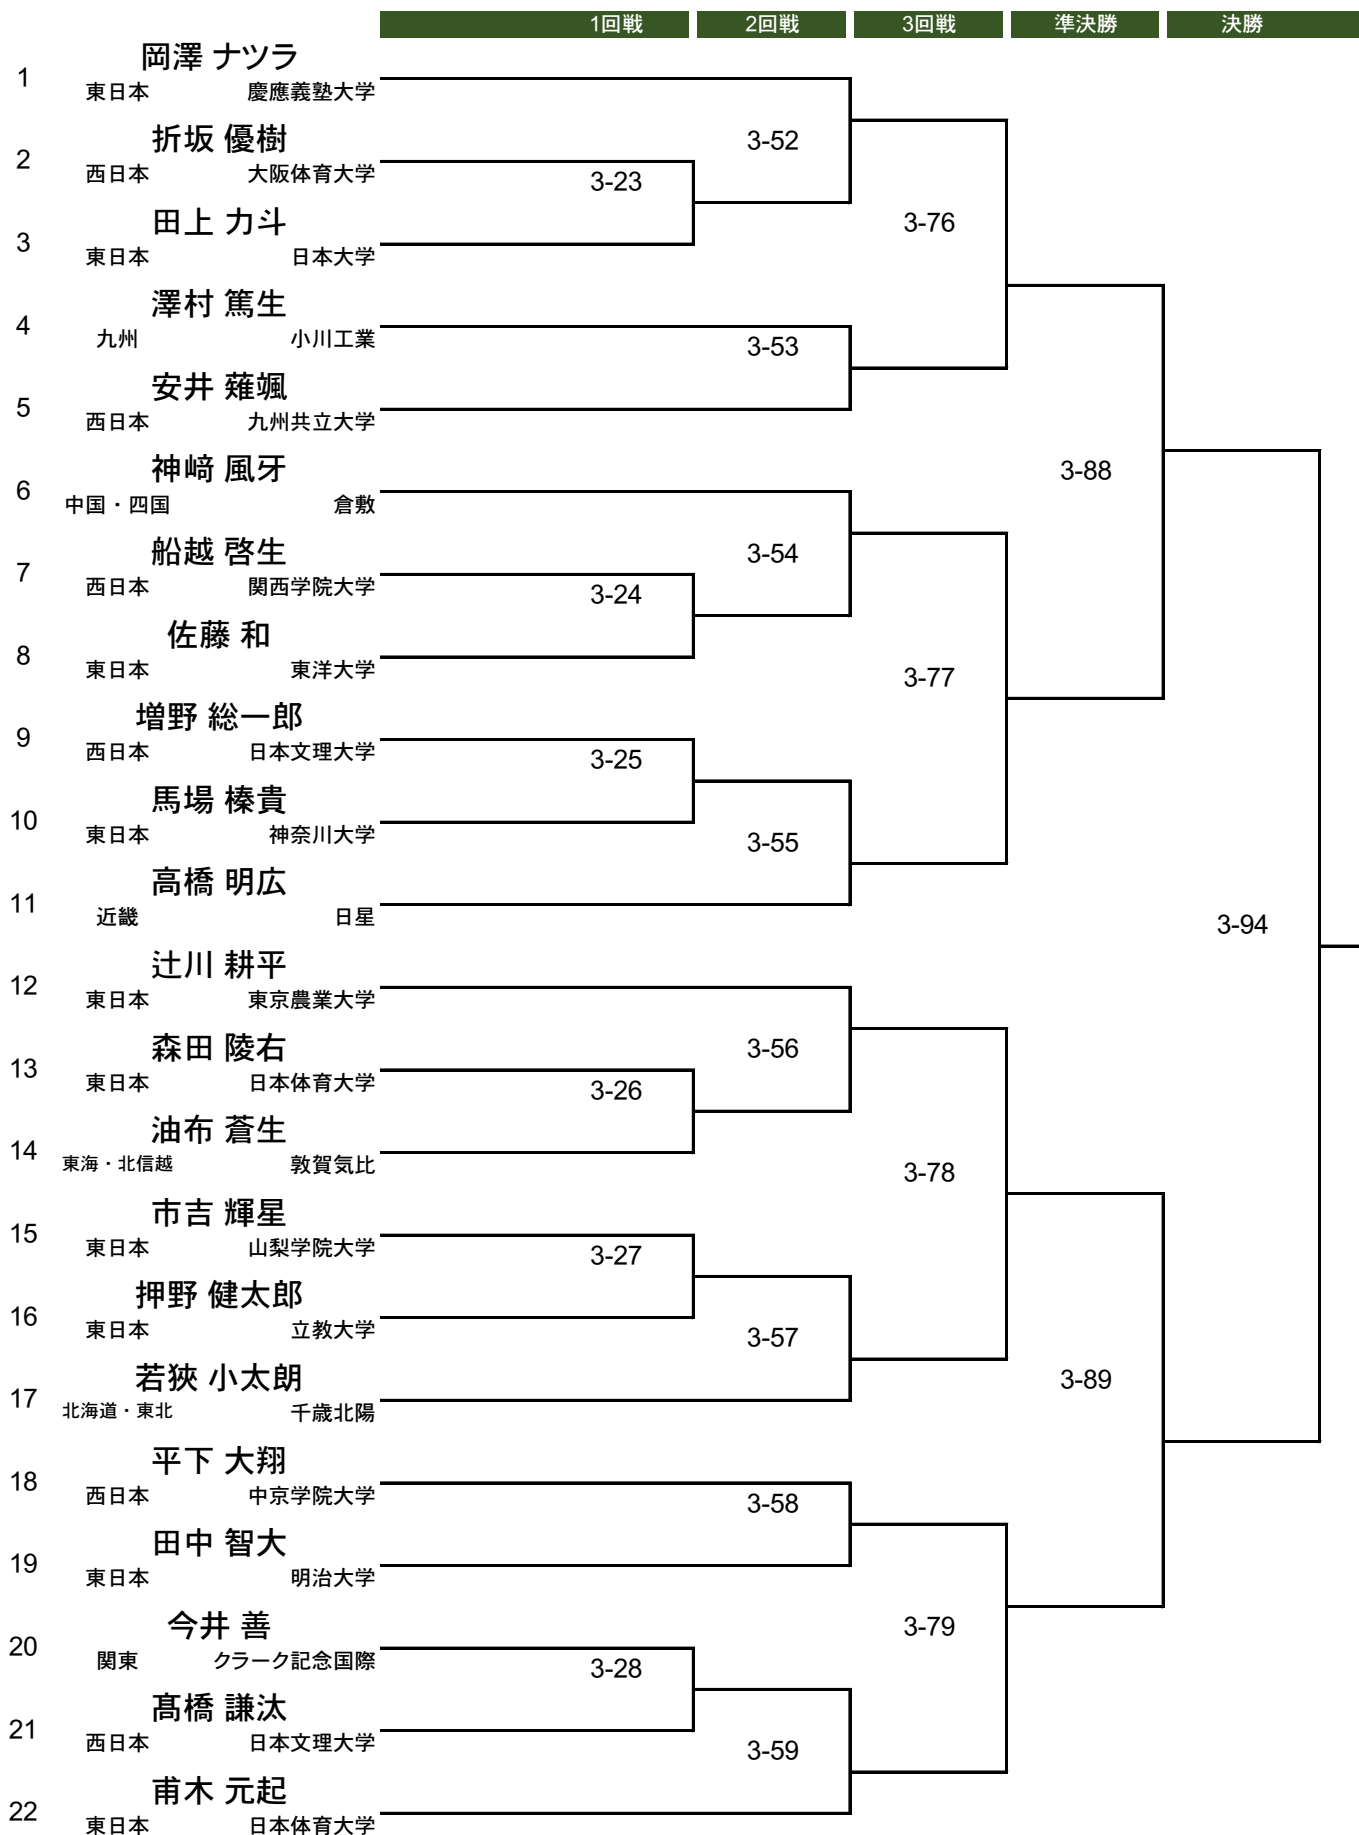 1回戦 2回戦 3回戦 準決勝 決勝
岡澤 ナツラ
1
東日本 慶應義塾大学
折坂 優樹
3-52
2
西日本 大阪体育大学
3-23
田上 力斗
3-76
3
東日本 日本大学
澤村 篤生
4
九州 小川工業
3-53
安井 薙颯
5
西日本 九州共立大学
神﨑 風牙
3-88
6
中国・四国 倉敷
船越 啓生
3-54
7
西日本 関西学院大学
3-24
佐藤 和
8
東日本 東洋大学
3-77
増野 総一郎
9
西日本 日本文理大学
3-25
馬場 榛貴
10
東日本 神奈川大学
3-55
高橋 明広
11
近畿 日星
3-94
辻川 耕平
12
東日本 東京農業大学
森田 陵右
3-56
13
東日本 日本体育大学
3-26
油布 蒼生
14
東海・北信越 敦賀気比
3-78
市吉 輝星
15
東日本 山梨学院大学
3-27
押野 健太郎
16
東日本 立教大学
3-57
若狹 小太朗
3-89
17
北海道・東北 千歳北陽
平下 大翔
18
西日本 中京学院大学
3-58
田中 智大
19
東日本 明治大学
今井 善
3-79
20
関東 クラーク記念国際
3-28
髙橋 謙汰
21
西日本 日本文理大学
3-59
甫木 元起
22
東日本 日本体育大学